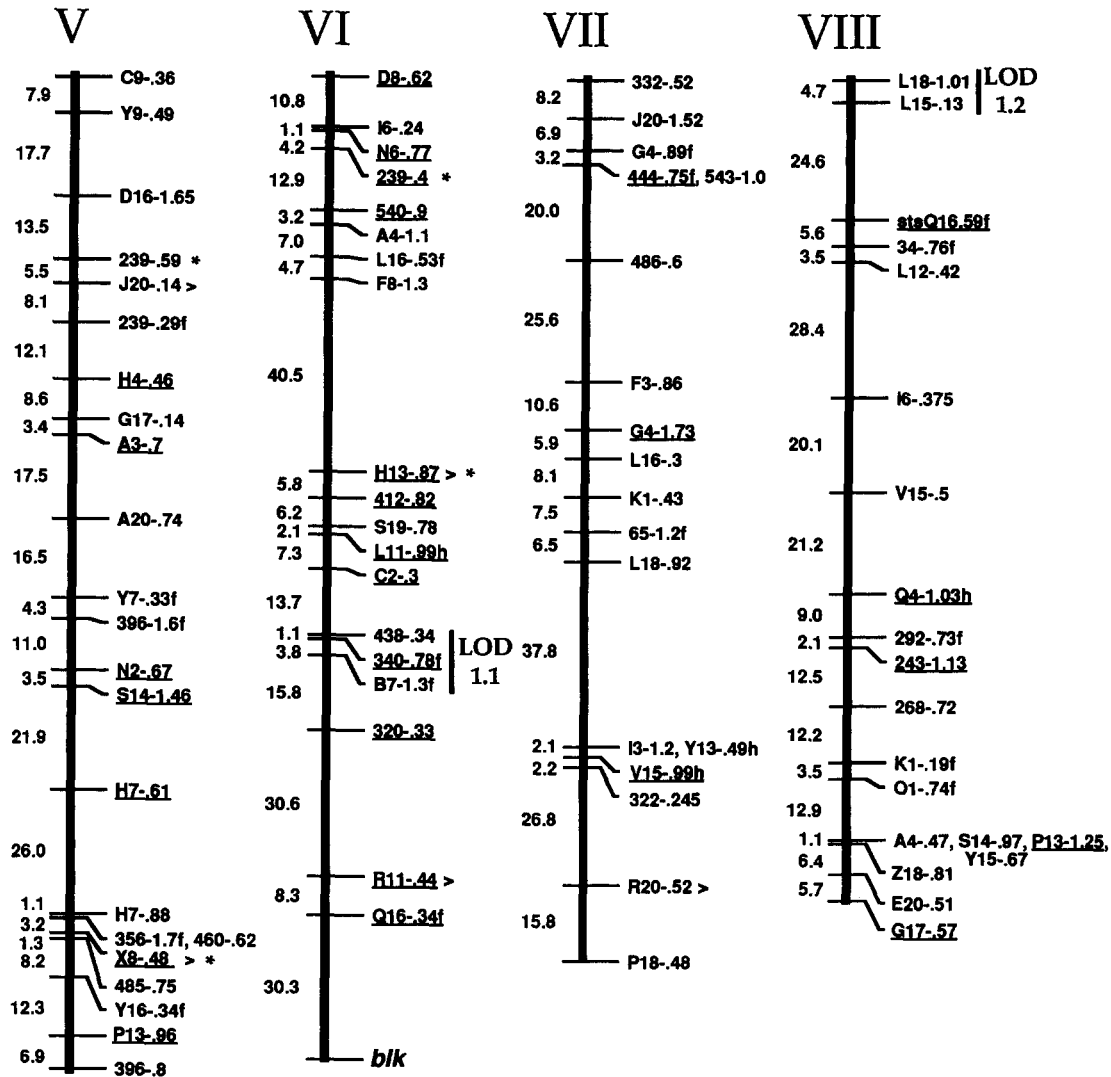 V
7.9
17.7
13.5
5.5
8.1
12.1
8.6
3.4
17.5
16.5
4.3
11.0
3.5
21.9
26.0
1.1
3.2
1.3
8.2
12.3
6.9
C9-.36
Y9-.49
D16-1.65
239-.59 *
J20-.14 >
239-.29f
H4-.46
G17-.14
A3-.7
A20-.74
Y7-.33f
396-1.6f
N2-.67
S14-1.46
H7-.61
H7-.88
356-1.7f, 460-.62
X8-.48 > *
485-.75
Y16-.34f
P13-.96
396-.8
VI
10.8
1.1
4.2
12.9
3.2
7.0
4.7
40.5
5.8
6.2
2.1
7.3
13.7
1.1
3.8
15.8
30.6
8.3
30.3
D8-.62
I6-.24
N6-.77
239-.4 *
540-.9
A4-1.1
L16-.53f
F8-1.3
H13-.87 > *
412-.82
S19-.78
L11-.99h
C2-.3
438-.34
340-.78f
B7-1.3f
LOD
1.1
320-.33
R11-.44 >
Q16-.34f
blk
VII
8.2
6.9
3.2
20.0
25.6
10.6
5.9
8.1
7.5
6.5
37.8
2.1
2.2
26.8
15.8
332-.52
J20-1.52
G4-.89f
444-.75f, 543-1.0
486-.6
F3-.86
G4-1.73
L16-.3
K1-.43
65-1.2f
L18-.92
I3-1.2, Y13-.49h
V15-.99h
322-.245
R20-.52 >
P18-.48
VIII
4.7
24.6
5.6
3.5
28.4
20.1
21.2
9.0
2.1
12.5
12.2
3.5
12.9
1.1
6.4
5.7
L18-1.01
L15-.13
LOD
1.2
stsQ16.59f
34-.76f
L12-.42
I6-.375
V15-.5
Q4-1.03h
292-.73f
243-1.13
268-.72
K1-.19f
O1-.74f
A4-.47, S14-.97, P13-1.25,
Y15-.67
Z18-.81
E20-.51
G17-.57